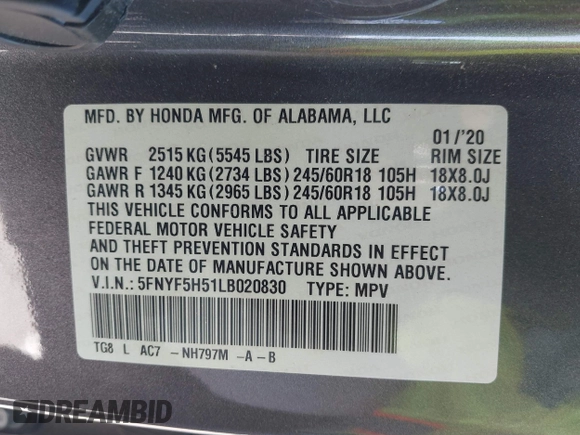 MFD. BY HONDA MFG. OF ALABAMA, LLC
01/'20
GVWR 2515 KG (5545 LBS) TIRE SIZE RIM SIZE
GAWR F 1240 KG (2734 LBS) 245/60R18 105H 18X8.0J
GAWR R 1345 KG (2965 LBS) 245/60R18 105H 18X8.0J
THIS VEHICLE CONFORMS TO ALL APPLICABLE
FEDERAL MOTOR VEHICLE SAFETY
AND THEFT PREVENTION STANDARDS IN EFFECT
ON THE DATE OF MANUFACTURE SHOWN ABOVE.
V.I.N.: 5FNYF5H51LB020830 TYPE: MPV
TG8 L AC7 -NH797M -A-B
DREAMBID